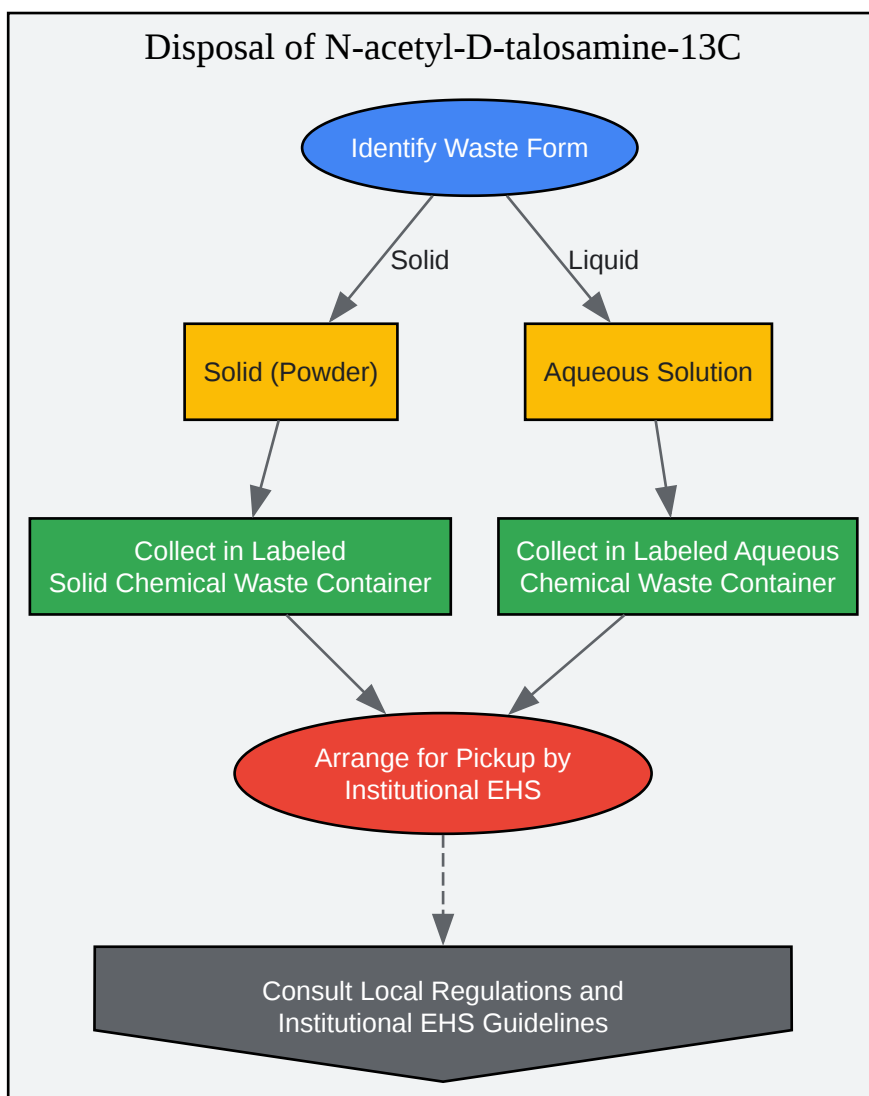 Disposal of N-acetyl-D-talosamine-13C
Identify Waste Form
Solid
Liquid
Solid (Powder)
Aqueous Solution
Collect in Labeled
Solid Chemical Waste Container
Collect in Labeled Aqueous
Chemical Waste Container
Arrange for Pickup by
Institutional EHS
Consult Local Regulations and
Institutional EHS Guidelines